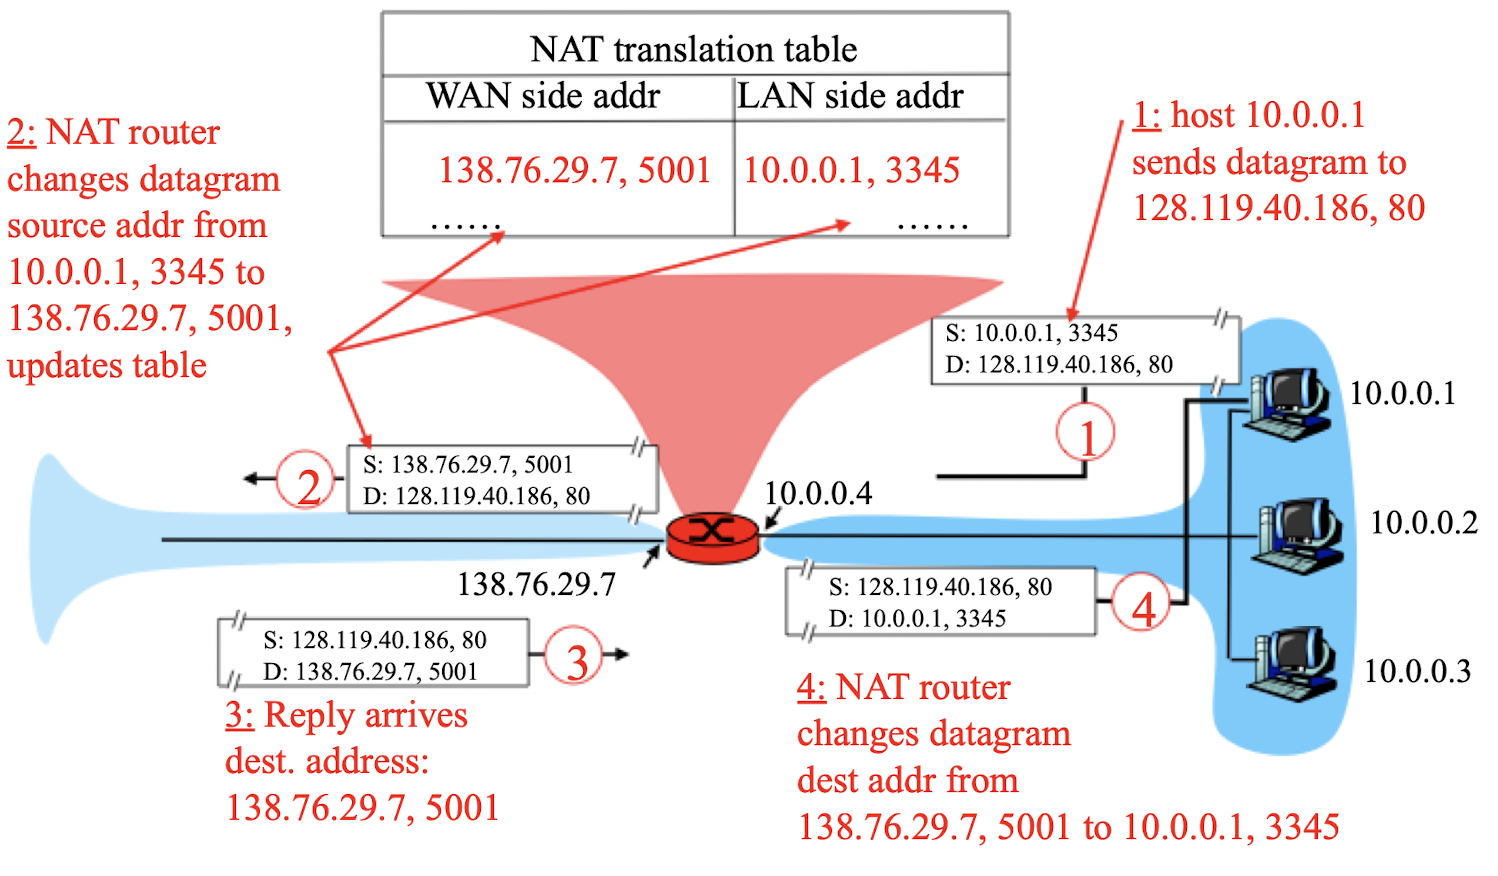 NAT translation table
WAN side addr
LAN side addr
138.76.29.7, 5001
10.0.0.1, 3345
......
......
2: NAT router
changes datagram
source addr from
10.0.0.1, 3345 to
138.76.29.7, 5001,
updates table
1: host 10.0.0.1
sends datagram to
128.119.40.186, 80
S: 10.0.0.1, 3345
D: 128.119.40.186, 80
1
10.0.0.1
S: 138.76.29.7, 5001
D: 128.119.40.186, 80
2
10.0.0.4
10.0.0.2
138.76.29.7
S: 128.119.40.186, 80
D: 10.0.0.1, 3345
4
S: 128.119.40.186, 80
D: 138.76.29.7, 5001
3
10.0.0.3
3: Reply arrives
dest. address:
138.76.29.7, 5001
4: NAT router
changes datagram
dest addr from
138.76.29.7, 5001 to 10.0.0.1, 3345